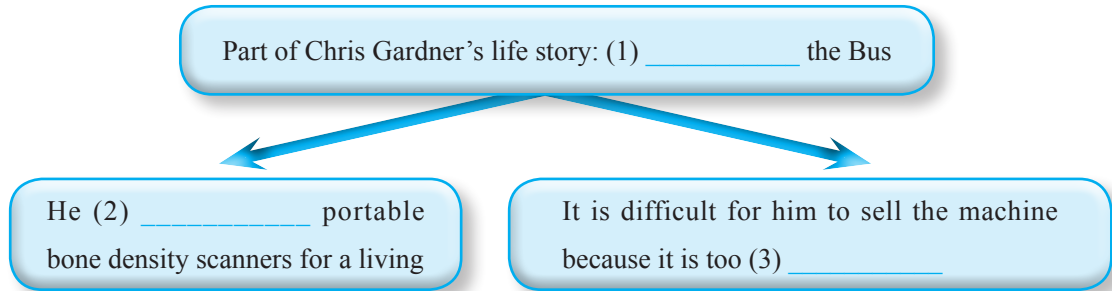 Part of Chris Gardner’s life story: (1) ___________ the Bus
He (2) ____________ portable
bone density scanners for a living
It is difficult for him to sell the machine
because it is too (3) ___________